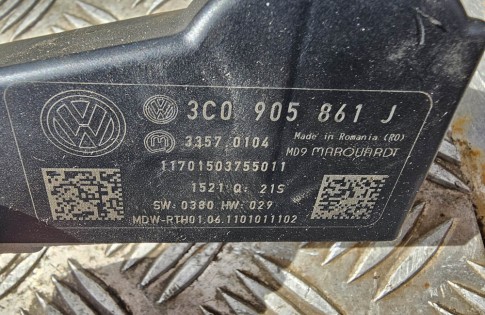 3C0 905 861 J
3357.0104 Made in Romania (RO)
MD9 MARQUARDT
1T701503755011
1521 Q: 21S
SW: 0380 HW: 029
MDW-RTH01.06.1101011102